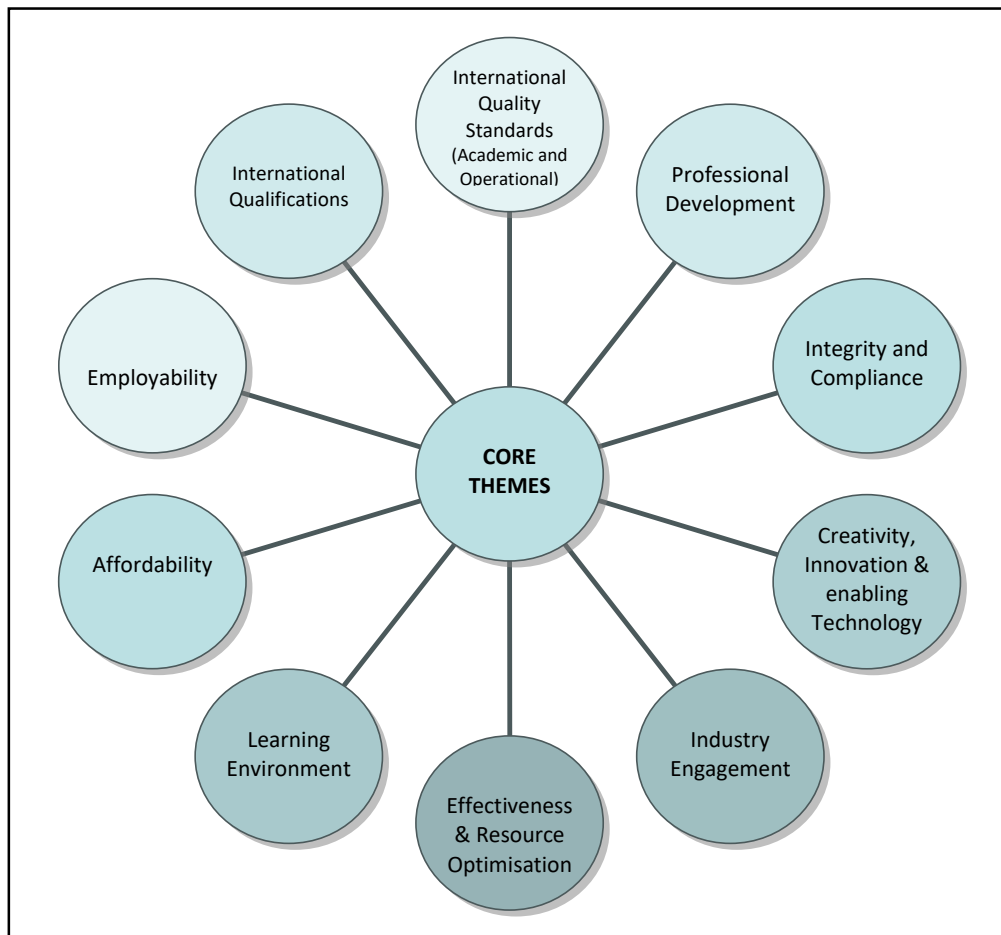 International
Quality
Standards
(Academic and
Operational)
Professional
Development
Integrity and
Compliance
Creativity,
Innovation &
enabling
Technology
Industry
Engagement
Effectiveness
& Resource
Optimisation
Learning
Environment
Affordability
Employability
International
Qualifications
CORE
THEMES